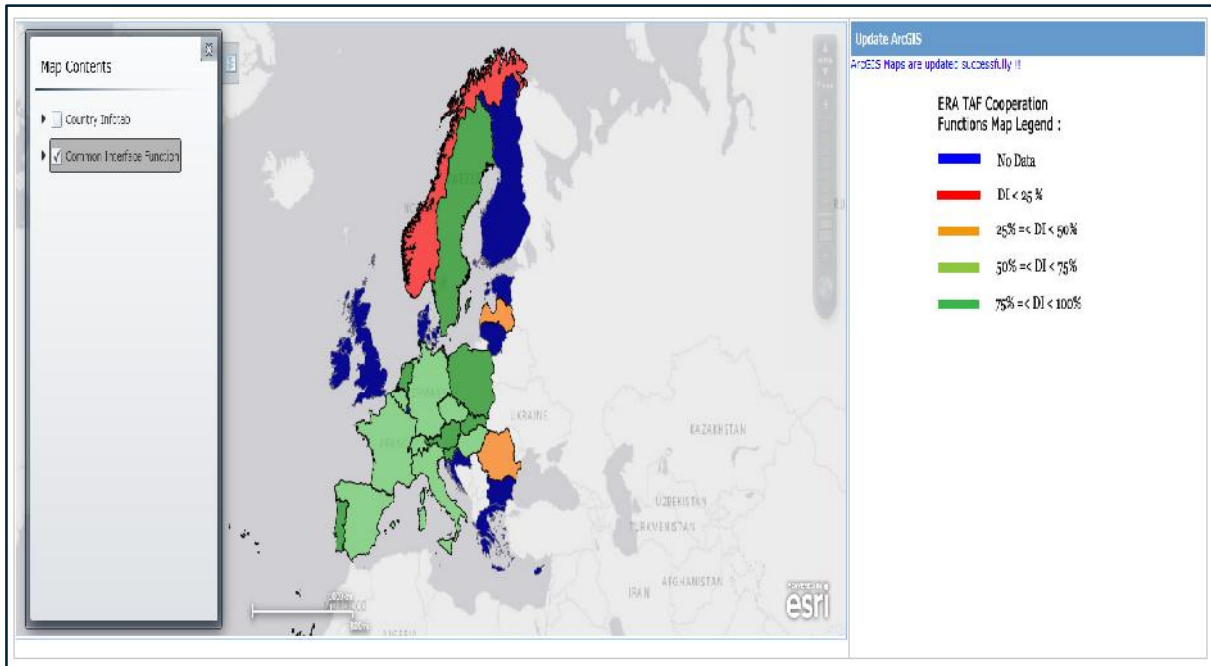 Map Contents
Country Infotab
Common Interface Function
UKRAINE
KAZAKHSTAN
UZBEKISTAN
TURKMENISTAN
AFGHANISTAN
IRAN
esri
Update ArcGIS
ArcGIS Maps are updated successfully !!
ERA TAF Cooperation
Functions Map Legend :
No Data
DI < 25 %
25% =< DI < 50%
50% =< DI < 75%
75% =< DI < 100%